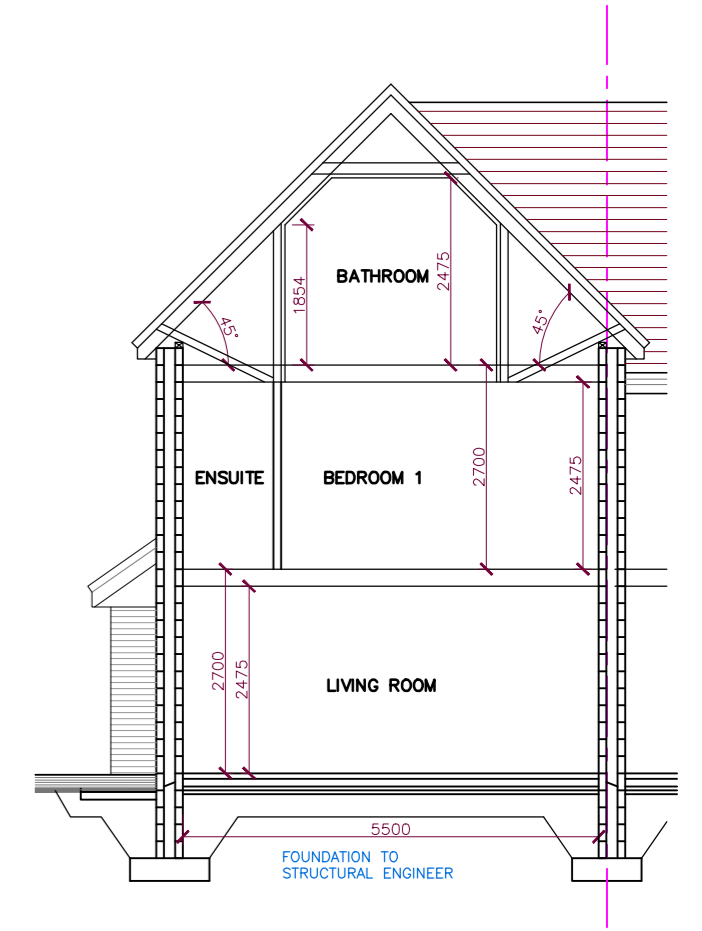 BATHROOM
2475
1854
45°
45°
ENSUITE
BEDROOM 1
2700
2475
2700
2475
LIVING ROOM
5500
FOUNDATION TO
STRUCTURAL ENGINEER